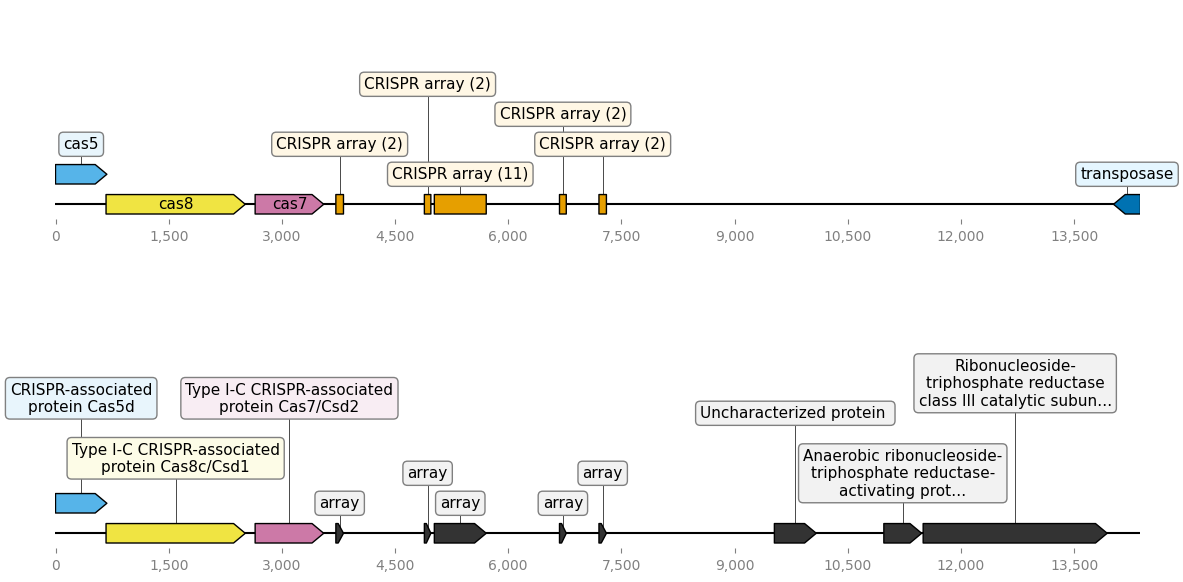 CRISPR array (2)
CRISPR array (2)
cas5
CRISPR array (2)
CRISPR array (2)
CRISPR array (11)
transposase
cas8
cas7
0
1,500
3,000
4,500
6,000
7,500
9,000
10,500
12,000
13,500
Ribonucleoside-
triphosphate reductase
class III catalytic subun...
CRISPR-associated
protein Cas5d
Type I-C CRISPR-associated
protein Cas7/Csd2
Uncharacterized protein
Type I-C CRISPR-associated
protein Cas8c/Csd1
Anaerobic ribonucleoside-
triphosphate reductase-
activating prot...
array
array
array
array
array
0
1,500
3,000
4,500
6,000
7,500
9,000
10,500
12,000
13,500